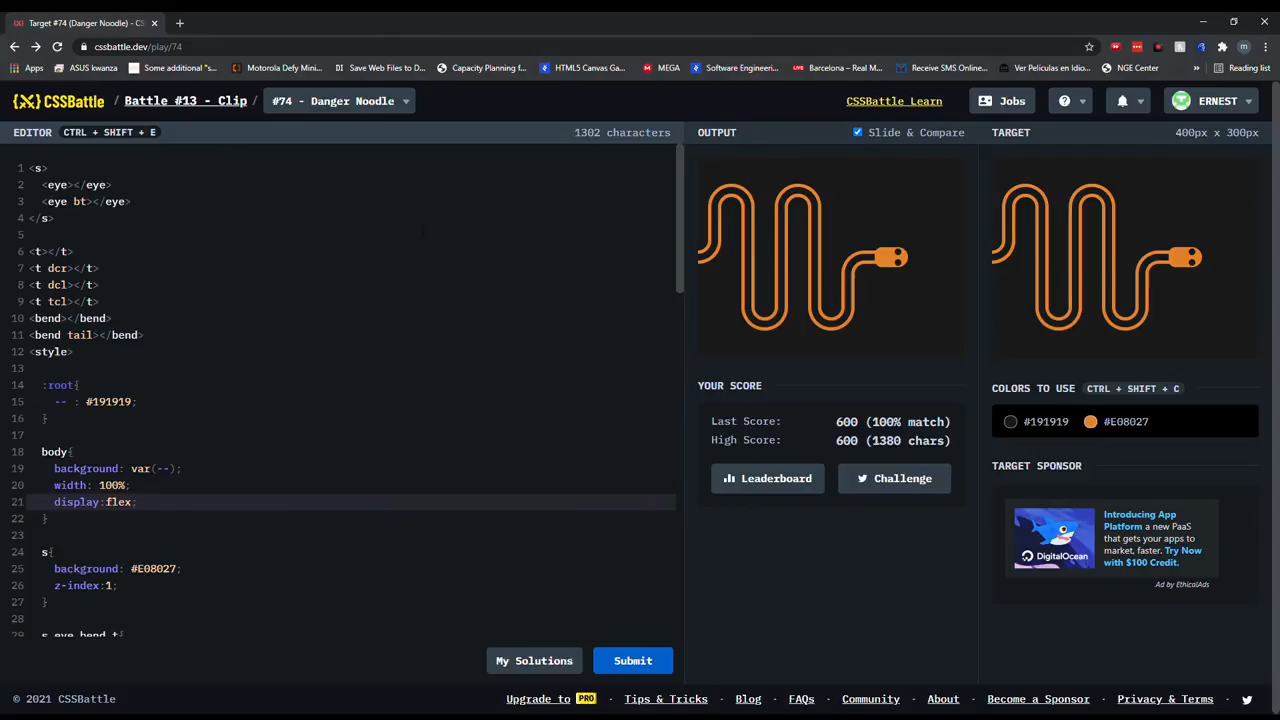 Target #74 (Danger Noodle) - CS
cssbattle.dev/play/74
Apps
ASUS kwanza
Some additional "s...
Motorola Defy Mini...
DI Save Web Files to D...
Capacity Planning f...
HTML5 Canvas Ga...
MEGA
Software Engineeri...
LIVE Barcelona – Real M...
Receive SMS Online...
Ver Peliculas en Idio...
NGE Center
»
Reading list
CSSBattle
Battle #13 - Clip
#74 - Danger Noodle
CSSBattle Learn
Jobs
ERNEST
EDITOR CTRL + SHIFT + E
1302 characters
OUTPUT
Slide & Compare
TARGET
400px x 300px
1 <s>
2 <eye></eye>
3 <eye bt></eye>
4 </s>
5
6 <t></t>
7 <t dcr></t>
8 <t dcl></t>
9 <t tcl></t>
10 <bend></bend>
11 <bend tail></bend>
12 <style>
13
14 :root{
15 -- : #191919;
16 }
17
18 body{
19 background: var(--);
20 width: 100%;
21 display:flex;
22 }
23
24 s{
25 background: #E08027;
26 z-index:1;
27 }
28
29 s,eye,bend,t{
YOUR SCORE
Last Score: 600 (100% match)
High Score: 600 (1380 chars)
Leaderboard
Challenge
COLORS TO USE CTRL + SHIFT + C
#191919
#E08027
TARGET SPONSOR
DigitalOcean
Introducing App
Platform a new PaaS
that gets your apps to
market, faster. Try Now
with $100 Credit.
Ad by EthicalAds
My Solutions
Submit
© 2021 CSSBattle
Upgrade to PRO
Tips & Tricks
Blog
FAQs
Community
About
Become a Sponsor
Privacy & Terms